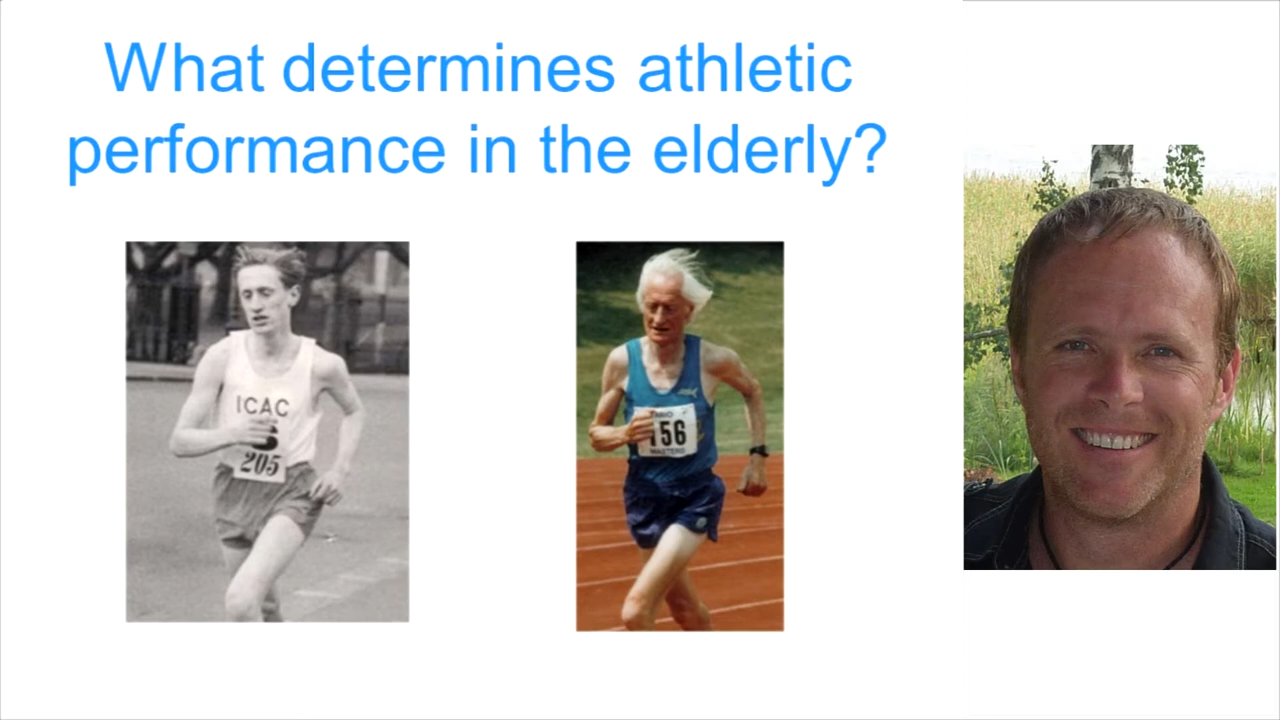 What determines athletic
performance in the elderly?
ICAC
205
156
MASTERS